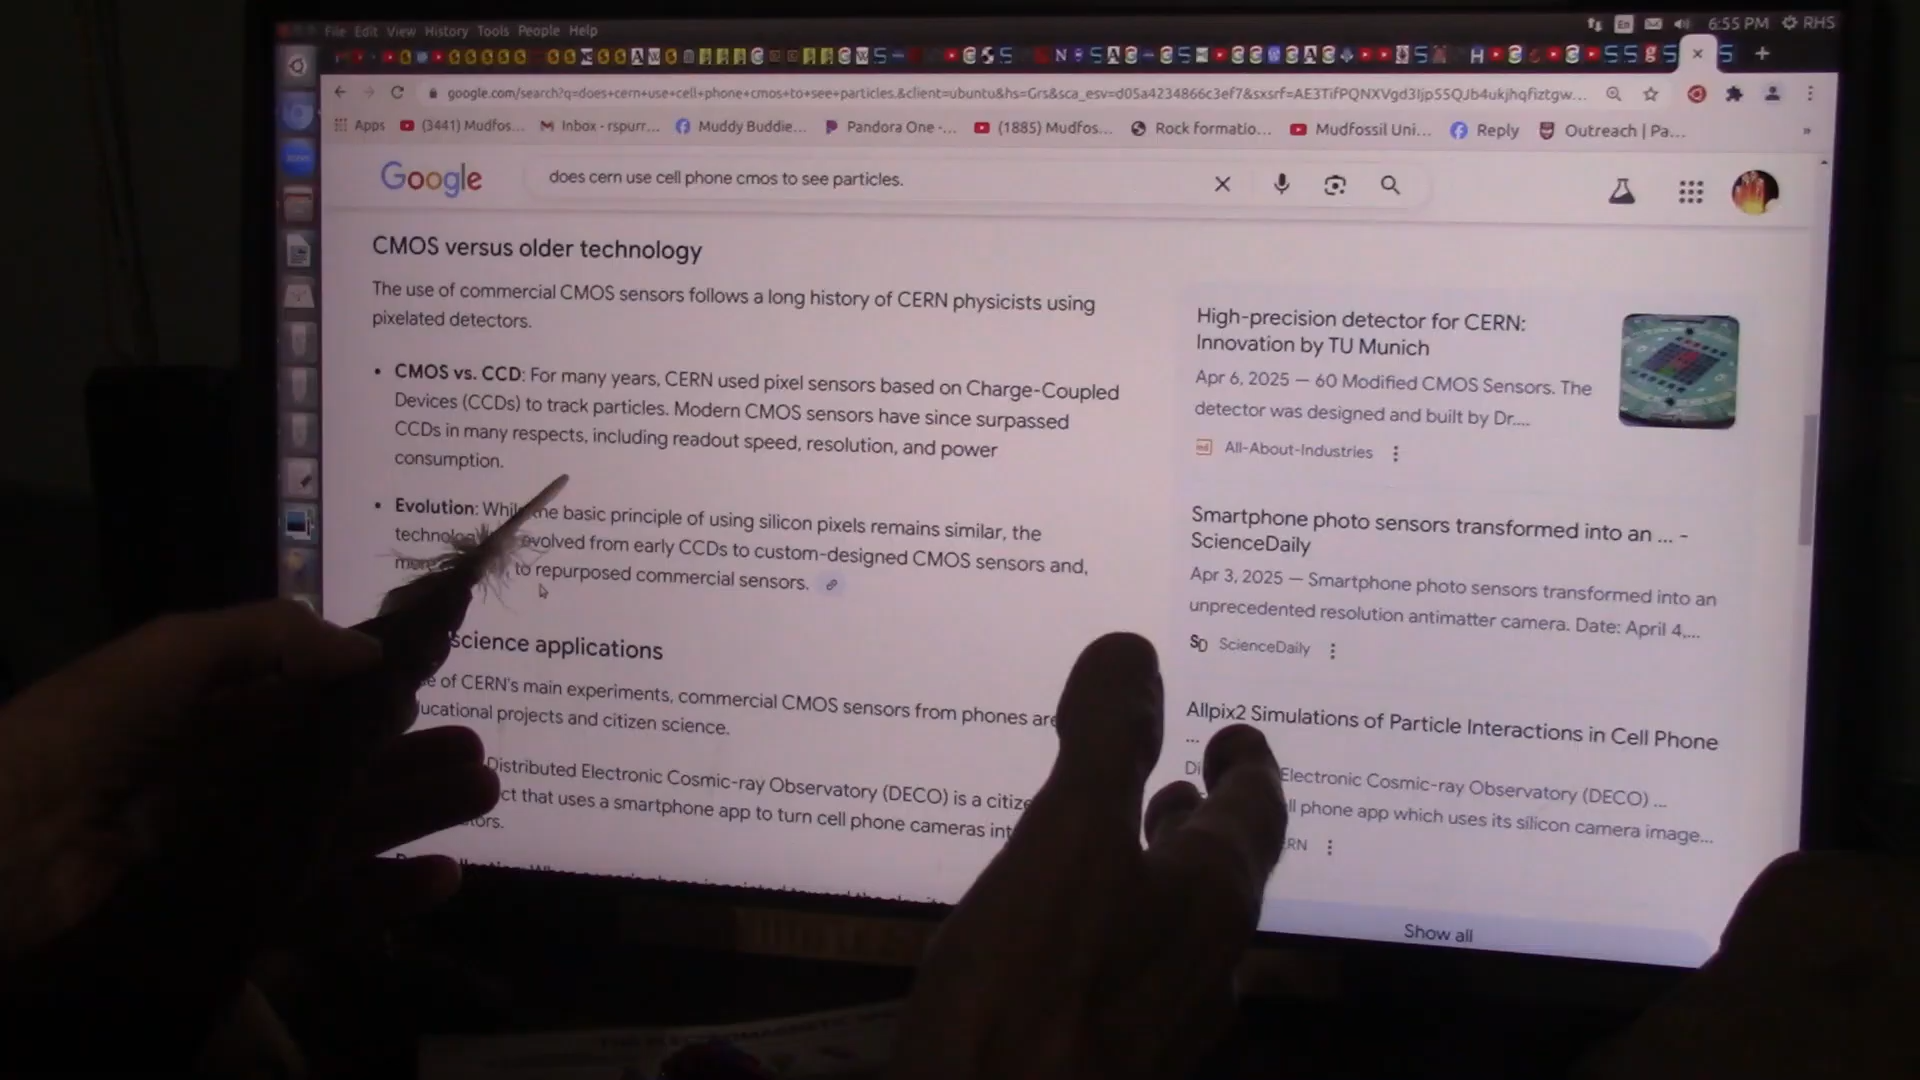 File Edit View History Tools People Help
6:55 PM RHS
google.com/search?q=does+cern+use+cell+phone+cmos+to+see+particles.&client=ubuntu&hs=Grs&sca_esv=d05a4234866c3ef7&sxsrf=
Apps (3441) Mudfos... Inbox - rspurr... Muddy Buddie... Pandora One -... (1885) Mudfos... Rock formatio... Mudfossil Uni... Reply Outreach | Pa... »
Google does cern use cell phone cmos to see particles.
CMOS versus older technology
The use of commercial CMOS sensors follows a long history of CERN physicists using
pixelated detectors.
• CMOS vs. CCD: For many years, CERN used pixel sensors based on Charge-Coupled
Devices (CCDs) to track particles. Modern CMOS sensors have since surpassed
CCDs in many respects, including readout speed, resolution, and power
consumption.
• Evolution: While the basic principle of using silicon pixels remains similar, the
evolved from early CCDs to custom-designed CMOS sensors and,
to repurposed commercial sensors.
science applications
of CERN's main experiments, commercial CMOS sensors from phones are
ucational projects and citizen science.
Distributed Electronic Cosmic-ray Observatory (DECO) is a citize
ct that uses a smartphone app to turn cell phone cameras int
tors.
High-precision detector for CERN:
Innovation by TU Munich
Apr 6, 2025 — 60 Modified CMOS Sensors. The
detector was designed and built by Dr....
All-About-Industries
Smartphone photo sensors transformed into an ... -
ScienceDaily
Apr 3, 2025 — Smartphone photo sensors transformed into an
unprecedented resolution antimatter camera. Date: April 4,...
SD ScienceDaily
Allpix2 Simulations of Particle Interactions in Cell Phone
...
Di Electronic Cosmic-ray Observatory (DECO) ...
ll phone app which uses its silicon camera image...
RN
Show all